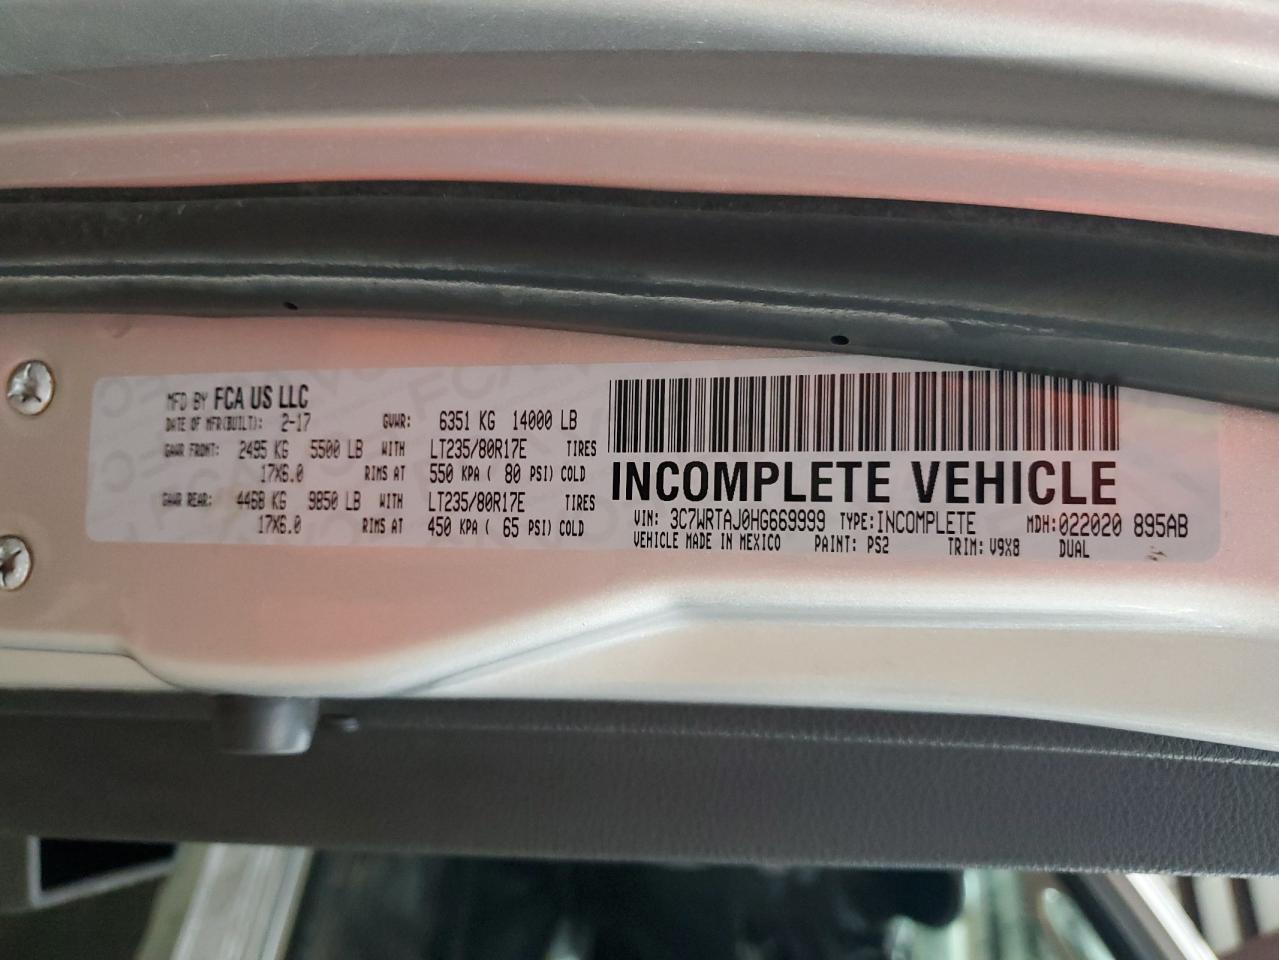 MFD BY FCA US LLC
DATE OF MFR(BUILT): 2-17 GVWR: 6351 KG 14000 LB
GAWR FRONT: 2495 KG 5500 LB WITH LT235/80R17E TIRES
17X6.0 RIMS AT 550 KPA ( 80 PSI) COLD
GAWR REAR: 4468 KG 9850 LB WITH LT235/80R17E TIRES
17X6.0 RIMS AT 450 KPA ( 65 PSI) COLD
INCOMPLETE VEHICLE
VIN: 3C7WRTAJ0HG669999 TYPE: INCOMPLETE MDH: 022020 895AB
VEHICLE MADE IN MEXICO PAINT: PS2 TRIM: V9X8 DUAL